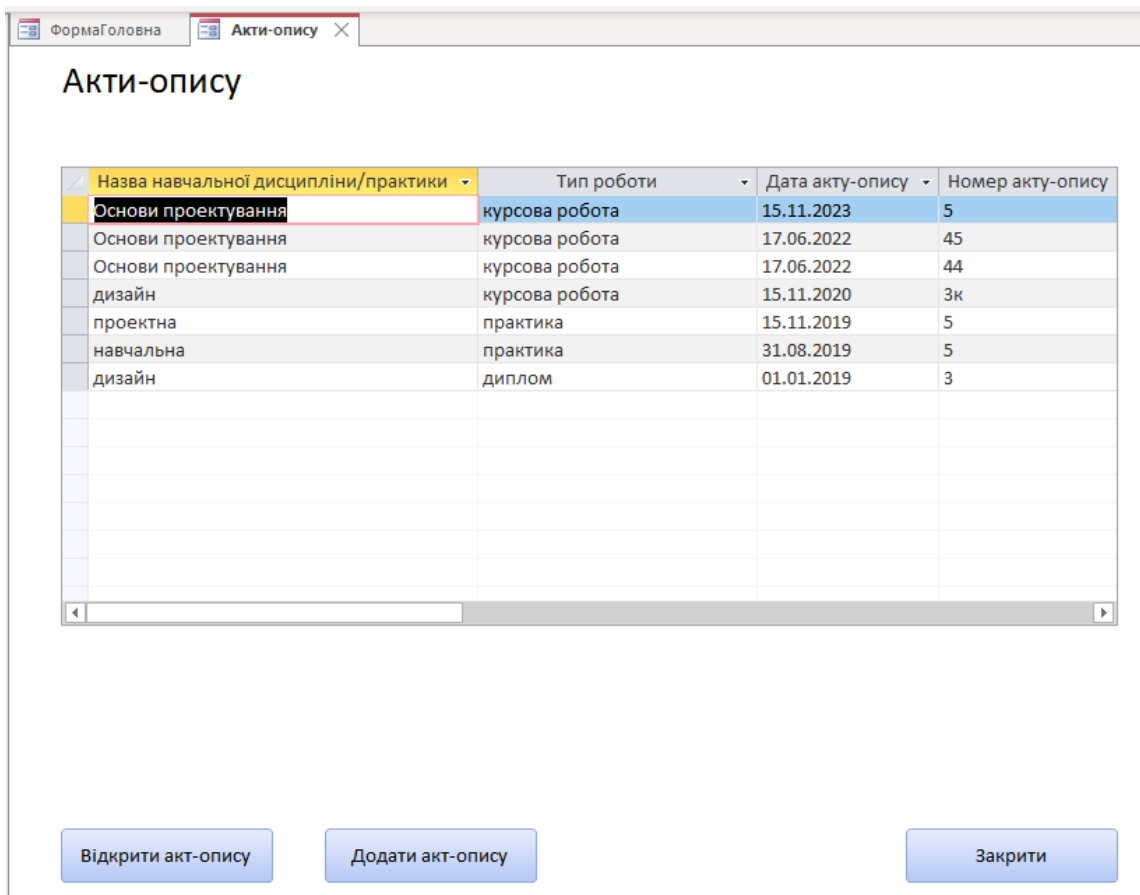 ФормаГоловна Акти-опису
Акти-опису
Назва навчальної дисципліни/практики Тип роботи Дата акту-опису Номер акту-опису
Основи проектування курсова робота 15.11.2023 5
Основи проектування курсова робота 17.06.2022 45
Основи проектування курсова робота 17.06.2022 44
дизайн курсова робота 15.11.2020 3к
проектна практика 15.11.2019 5
навчальна практика 31.08.2019 5
дизайн диплом 01.01.2019 3
Відкрити акт-опису Додати акт-опису Закрити